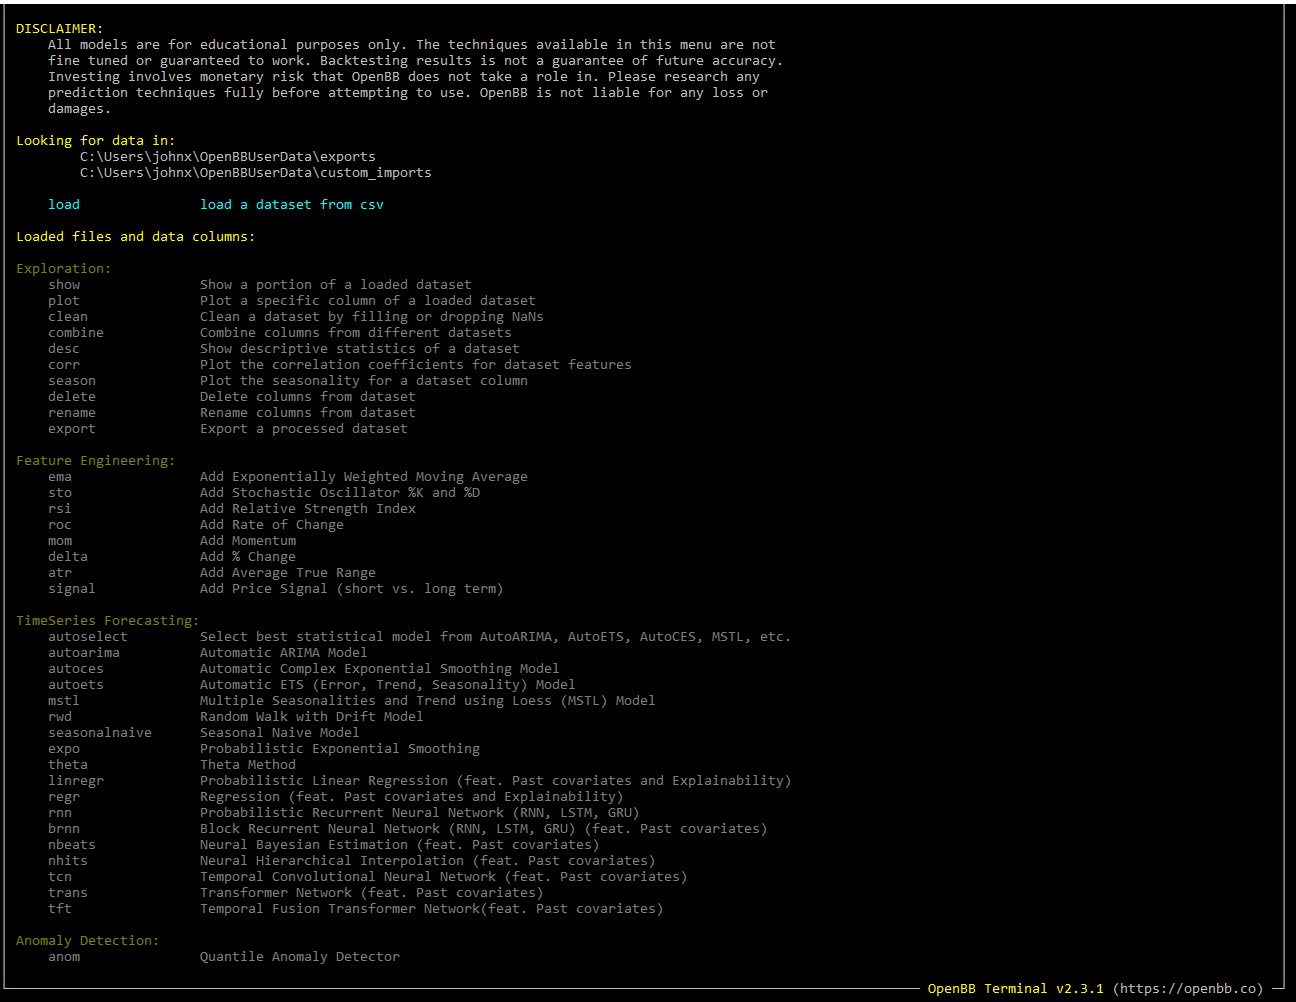 DISCLAIMER:
All models are for educational purposes only. The techniques available in this menu are not
fine tuned or guaranteed to work. Backtesting results is not a guarantee of future accuracy.
Investing involves monetary risk that OpenBB does not take a role in. Please research any
prediction techniques fully before attempting to use. OpenBB is not liable for any loss or
damages.
Looking for data in:
C:\Users\johnx\OpenBBUserData\exports
C:\Users\johnx\OpenBBUserData\custom_imports
load load a dataset from csv
Loaded files and data columns:
Exploration:
show Show a portion of a loaded dataset
plot Plot a specific column of a loaded dataset
clean Clean a dataset by filling or dropping NaNs
combine Combine columns from different datasets
desc Show descriptive statistics of a dataset
corr Plot the correlation coefficients for dataset features
season Plot the seasonality for a dataset column
delete Delete columns from dataset
rename Rename columns from dataset
export Export a processed dataset
Feature Engineering:
ema Add Exponentially Weighted Moving Average
sto Add Stochastic Oscillator %K and %D
rsi Add Relative Strength Index
roc Add Rate of Change
mom Add Momentum
delta Add % Change
atr Add Average True Range
signal Add Price Signal (short vs. long term)
TimeSeries Forecasting:
autoselect Select best statistical model from AutoARIMA, AutoETS, AutoCES, MSTL, etc.
autoarima Automatic ARIMA Model
autoces Automatic Complex Exponential Smoothing Model
autoets Automatic ETS (Error, Trend, Seasonality) Model
mstl Multiple Seasonalities and Trend using Loess (MSTL) Model
rwd Random Walk with Drift Model
seasonalnaive Seasonal Naive Model
expo Probabilistic Exponential Smoothing
theta Theta Method
linregr Probabilistic Linear Regression (feat. Past covariates and Explainability)
regr Regression (feat. Past covariates and Explainability)
rnn Probabilistic Recurrent Neural Network (RNN, LSTM, GRU)
brnn Block Recurrent Neural Network (RNN, LSTM, GRU) (feat. Past covariates)
nbeats Neural Bayesian Estimation (feat. Past covariates)
nhits Neural Hierarchical Interpolation (feat. Past covariates)
tcn Temporal Convolutional Neural Network (feat. Past covariates)
trans Transformer Network (feat. Past covariates)
tft Temporal Fusion Transformer Network(feat. Past covariates)
Anomaly Detection:
anom Quantile Anomaly Detector
OpenBB Terminal v2.3.1 (https://openbb.co)